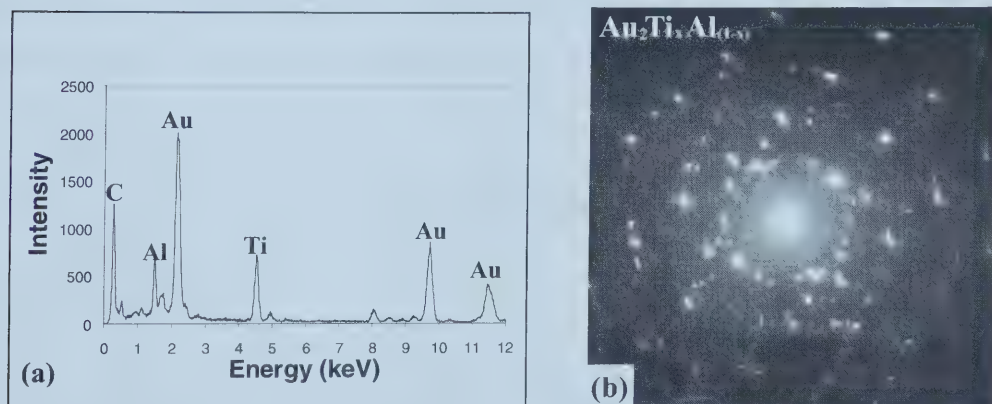 2500
2000
1500
1000
500
0
Intensity
C
Al
Au
Ti
Au
Au
0 1 2 3 4 5 6 7 8 9 10 11 12
Energy (keV)
(a)
Au₂TiₓAl₍₁₋ₓ₎
(b)